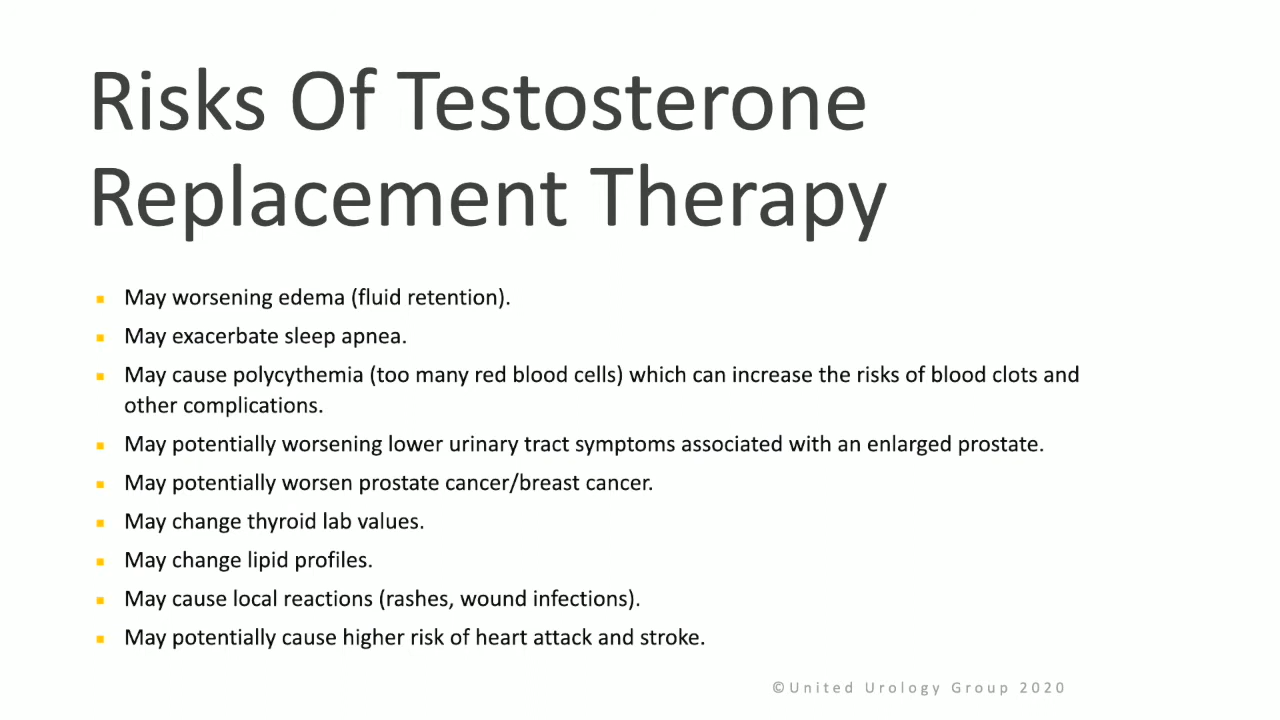 Risks Of Testosterone
Replacement Therapy
May worsening edema (fluid retention).
May exacerbate sleep apnea.
May cause polycythemia (too many red blood cells) which can increase the risks of blood clots and
other complications.
May potentially worsening lower urinary tract symptoms associated with an enlarged prostate.
May potentially worsen prostate cancer/breast cancer.
May change thyroid lab values.
May change lipid profiles.
May cause local reactions (rashes, wound infections).
May potentially cause higher risk of heart attack and stroke.
©United Urology Group 2020